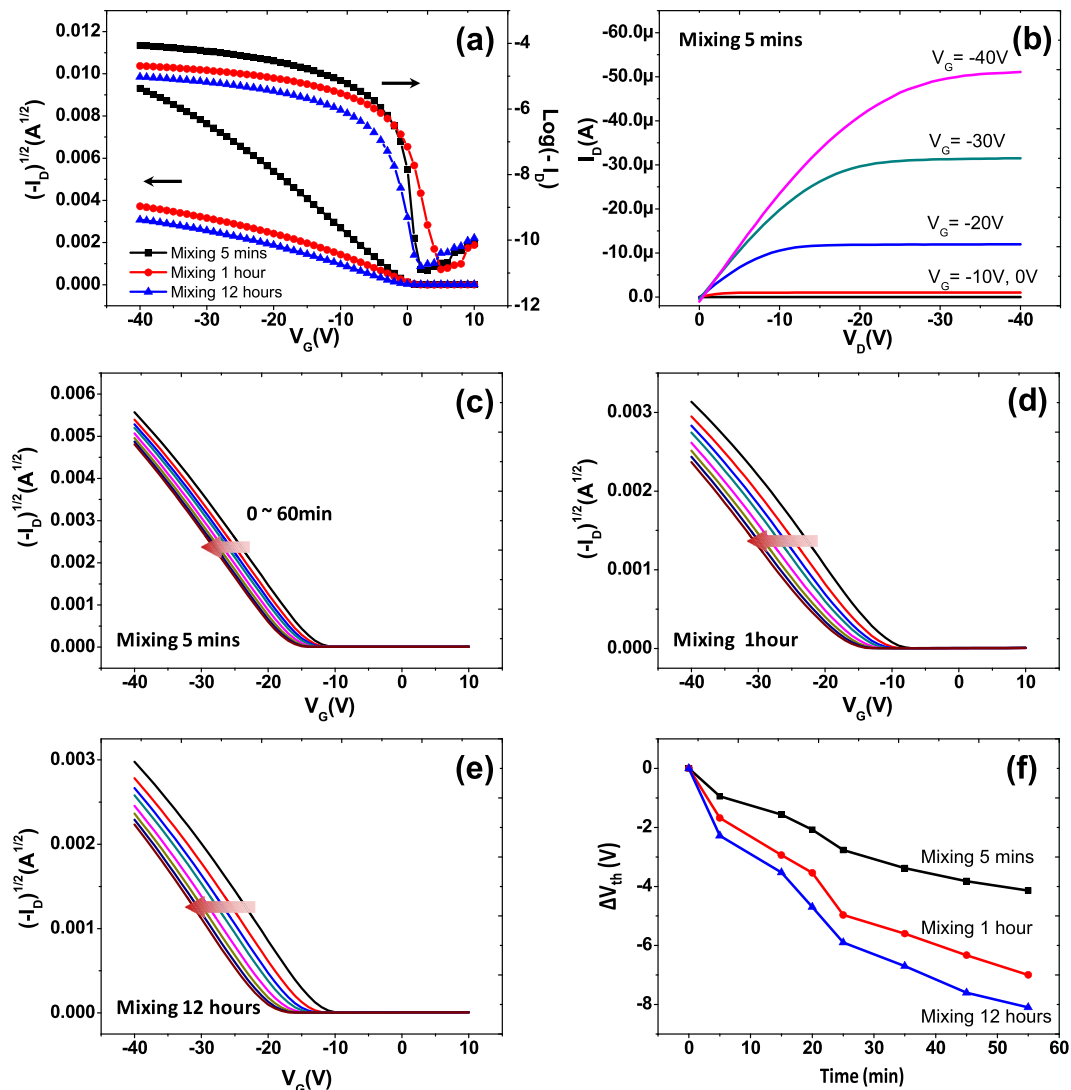 (a)
0.012
0.010
0.008
0.006
0.004
0.002
0.000
(-I_D)^1/2(A^1/2)
-4
-5
-6
-7
-8
-9
-10
-11
-12
Log(-I_D)
Mixing 5 mins
Mixing 1 hour
Mixing 12 hours
-40 -30 -20 -10 0 10
V_G(V)
(b)
Mixing 5 mins
-60.0μ
-50.0μ
-40.0μ
-30.0μ
-20.0μ
-10.0μ
0.0
I_D(A)
V_G= -40V
V_G= -30V
V_G= -20V
V_G= -10V, 0V
0 -10 -20 -30 -40
V_D(V)
(c)
0.006
0.005
0.004
0.003
0.002
0.001
0.000
(-I_D)^1/2(A^1/2)
0 ~ 60min
Mixing 5 mins
-40 -30 -20 -10 0 10
V_G(V)
(d)
0.003
0.002
0.001
0.000
(-I_D)^1/2(A^1/2)
Mixing 1hour
-40 -30 -20 -10 0 10
V_G(V)
(e)
0.003
0.002
0.001
0.000
(-I_D)^1/2(A^1/2)
Mixing 12 hours
-40 -30 -20 -10 0 10
V_G(V)
(f)
0
-2
-4
-6
-8
ΔV_th (V)
Mixing 5 mins
Mixing 1 hour
Mixing 12 hours
0 10 20 30 40 50 60
Time (min)